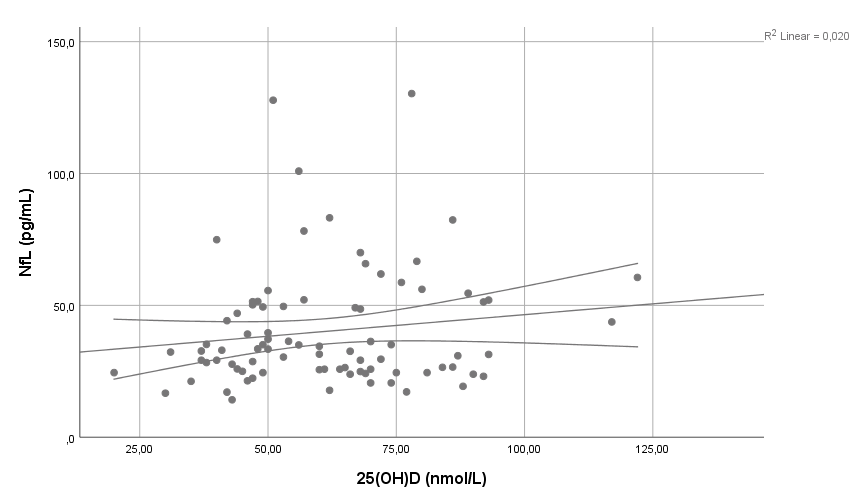 150,0
R2 Linear = 0,020
100,0
NfL (pg/mL)
50,0
,0
25,00 50,00 75,00 100,00 125,00
25(OH)D (nmol/L)